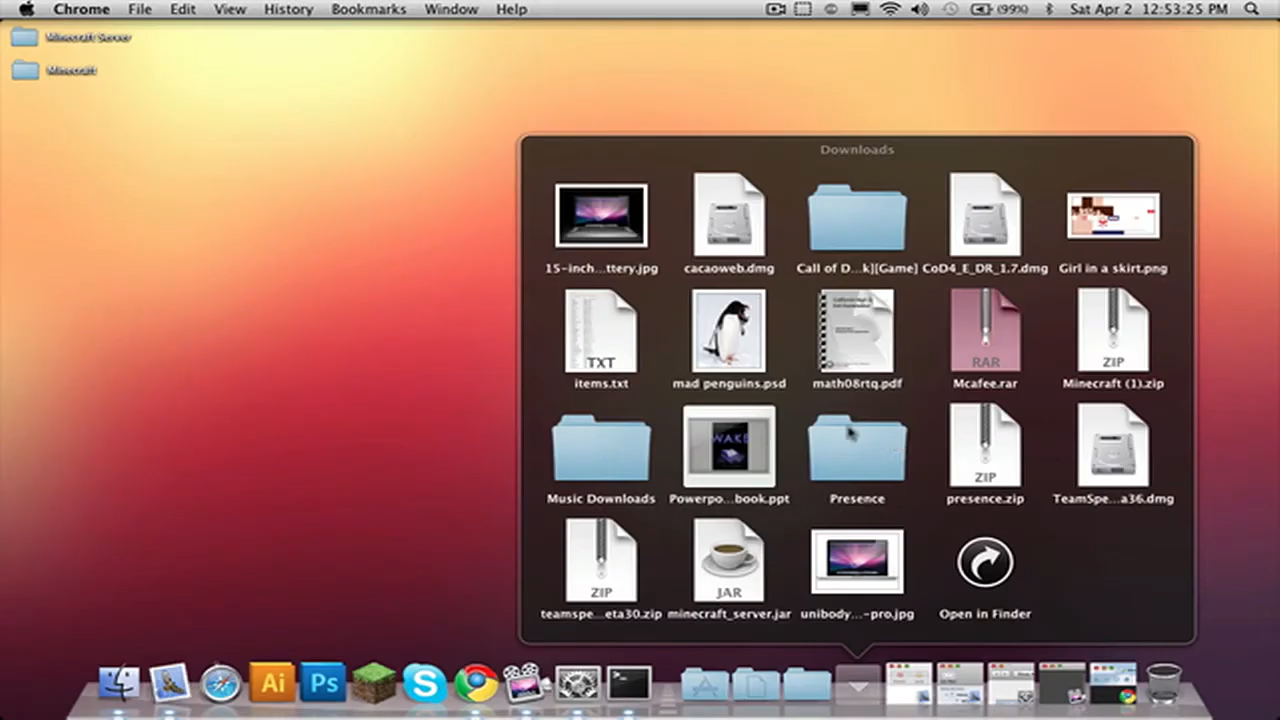 Chrome File Edit View History Bookmarks Window Help (99%) Sat Apr 2 12:53:25 PM
Minecraft Server
Minecraft
Downloads
15-inch...ttery.jpg cacaoweb.dmg Call of D...k][Game] CoD4_E_DR_1.7.dmg Girl in a skirt.png
TXT RAR ZIP
items.txt mad penguins.psd math08rtq.pdf Mcafee.rar Minecraft (1).zip
WAKE ZIP
Music Downloads Powerpo...book.ppt Presence presence.zip TeamSpe...a36.dmg
ZIP JAR
teamspe...eta30.zip minecraft_server.jar unibody...-pro.jpg Open in Finder
Ai Ps